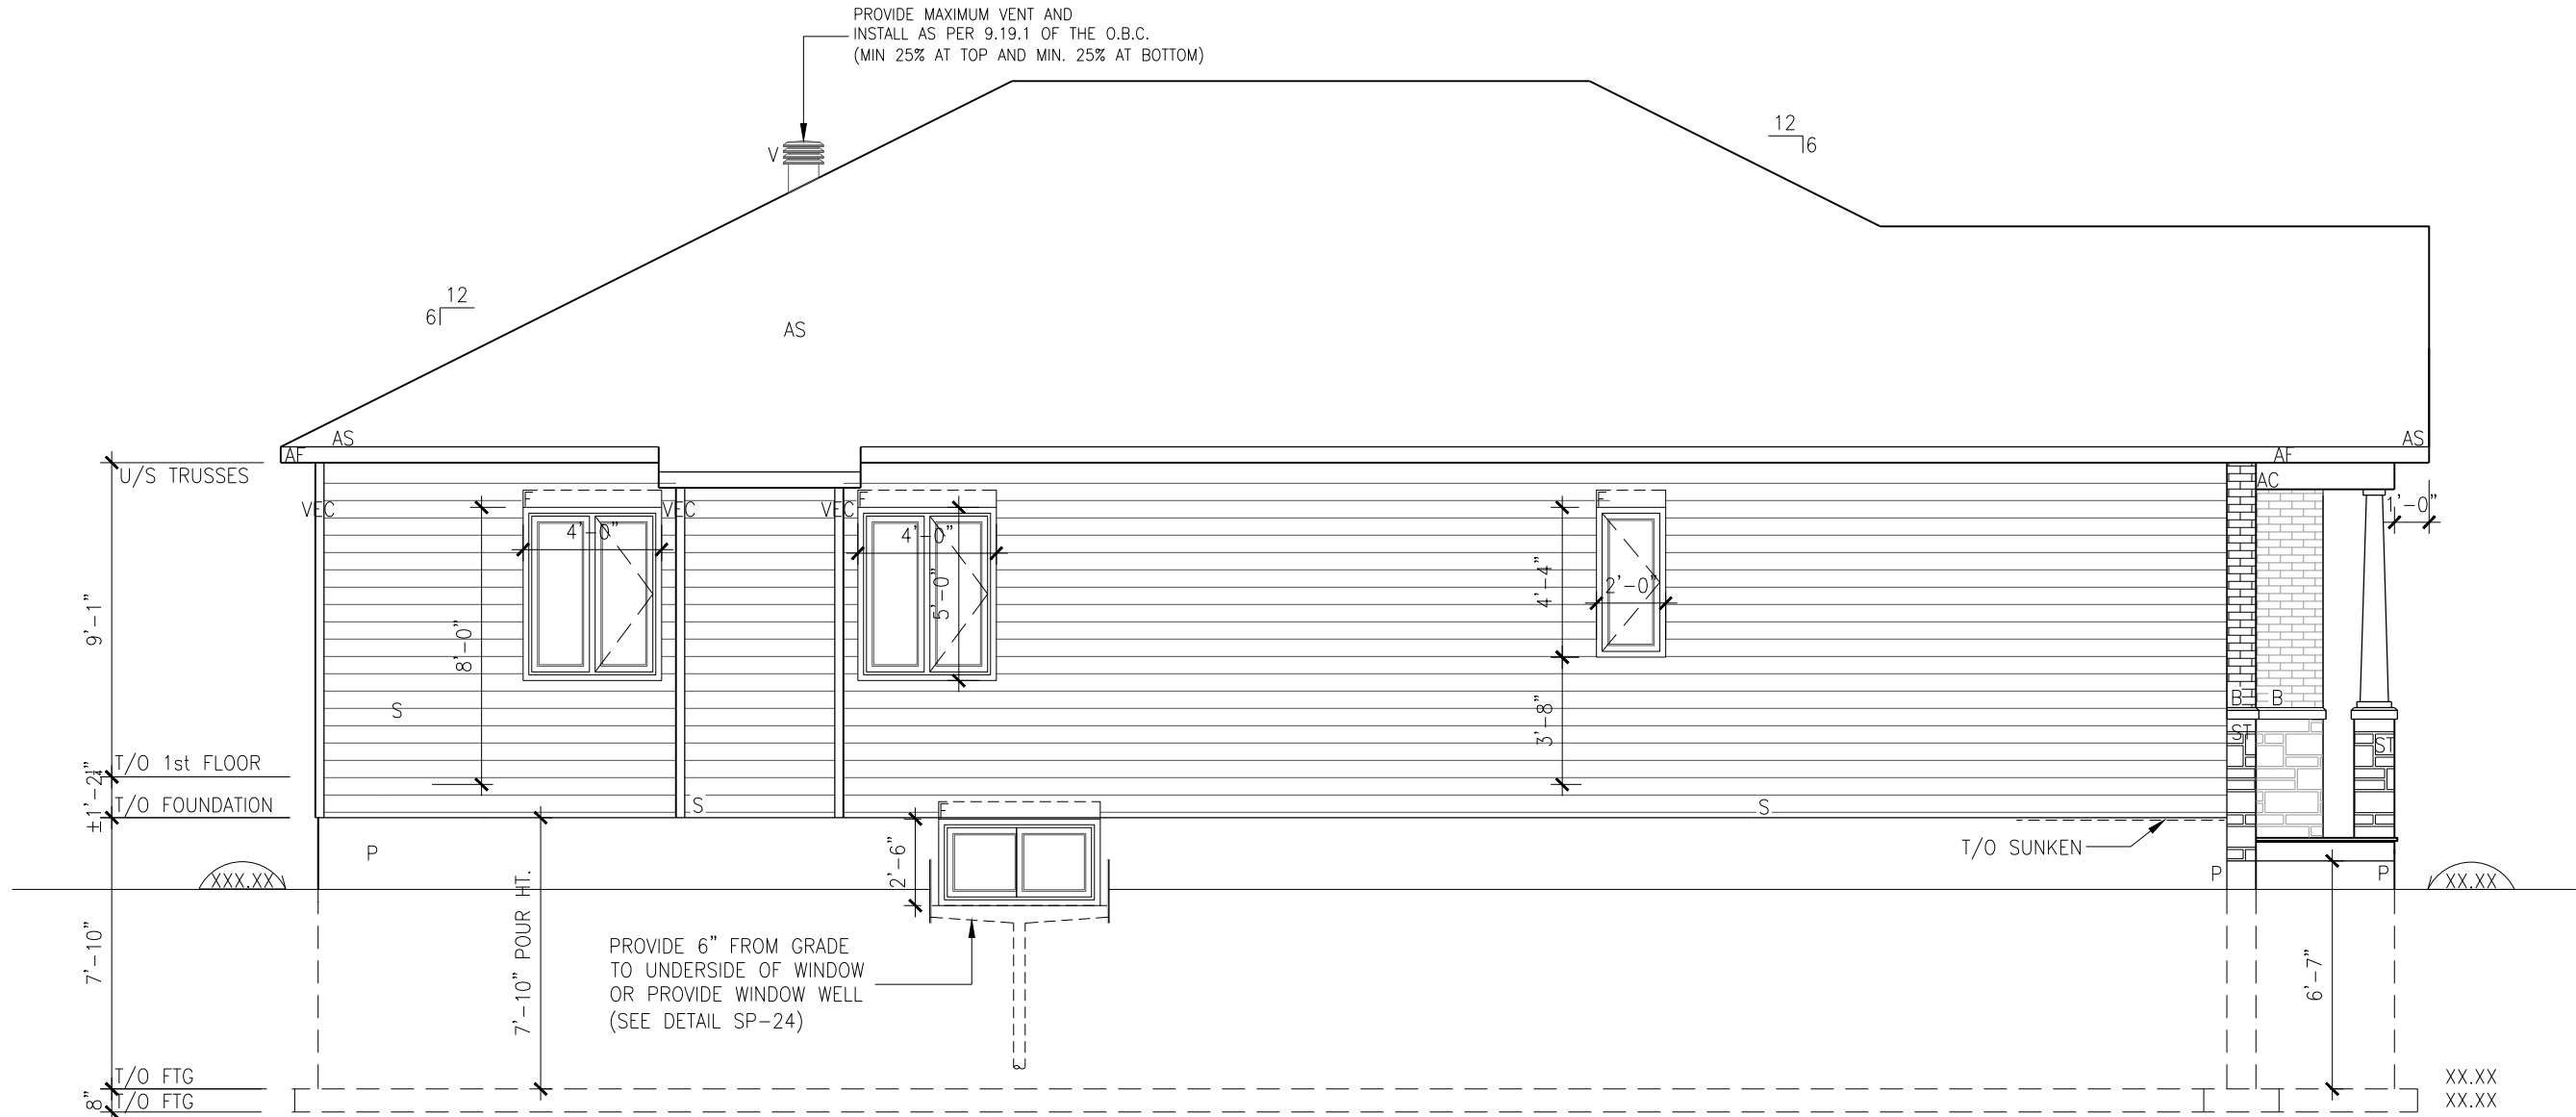 PROVIDE MAXIMUM VENT AND
INSTALL AS PER 9.19.1 OF THE O.B.C.
(MIN 25% AT TOP AND MIN. 25% AT BOTTOM)
12
6
V
12
6
AS
AS
AS
AF
AF
U/S TRUSSES
AC
VEC
VEC
VEC
F
F
F
1'-0"
4'-0"
4'-0"
5'-0"
4'-4"
2'-0"
9'-1"
8'-0"
S
3'-8"
B
B
ST
ST
T/O 1st FLOOR
±1'-2½"
T/O FOUNDATION
S
F
S
P
2'-6"
T/O SUNKEN
P
P
XXX.XX
XX.XX
7'-10"
7'-10" POUR HT.
PROVIDE 6" FROM GRADE
TO UNDERSIDE OF WINDOW
OR PROVIDE WINDOW WELL
(SEE DETAIL SP-24)
6'-7"
T/O FTG
XX.XX
8"
T/O FTG
XX.XX